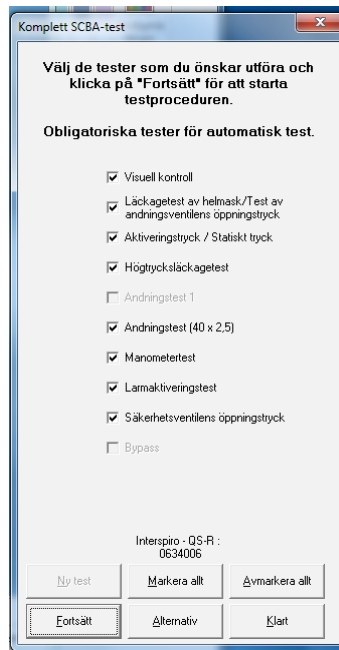 Komplett SCBA-test
Välj de tester som du önskar utföra och
klicka på "Fortsätt" för att starta
testproceduren.
Obligatoriska tester för automatisk test.
Visuell kontroll
Läckagetest av helmask/Test av
andningsventilens öppningstryck
Aktiveringstryck / Statiskt tryck
Högtrycksläckagetest
Andningstest 1
Andningstest (40 x 2,5)
Manometertest
Larmaktiveringstest
Säkerhetsventilens öppningstryck
Bypass
Interspiro - QS-R :
0634006
Ny test
Markera allt
Avmarkera allt
Fortsätt
Alternativ
Klart